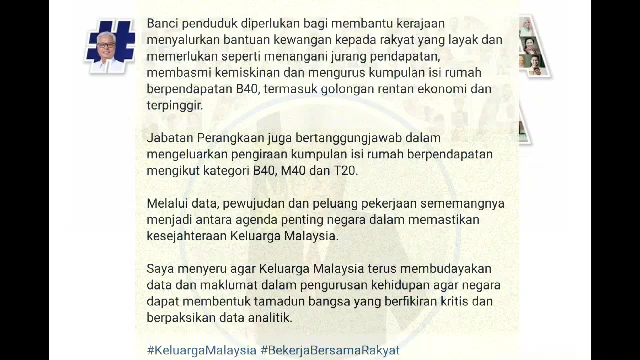 Banci penduduk diperlukan bagi membantu kerajaan
menyalurkan bantuan kewangan kepada rakyat yang layak dan
memerlukan seperti menangani jurang pendapatan,
membasmi kemiskinan dan mengurus kumpulan isi rumah
berpendapatan B40, termasuk golongan rentan ekonomi dan
terpinggir.
Jabatan Perangkaan juga bertanggungjawab dalam
mengeluarkan pengiraan kumpulan isi rumah berpendapatan
mengikut kategori B40, M40 dan T20.
Melalui data, pewujudan dan peluang pekerjaan sememangnya
menjadi antara agenda penting negara dalam memastikan
kesejahteraan Keluarga Malaysia.
Saya menyeru agar Keluarga Malaysia terus membudayakan
data dan maklumat dalam pengurusan kehidupan agar negara
dapat membentuk tamadun bangsa yang berfikiran kritis dan
berpaksikan data analitik.
#KeluargaMalaysia #BekerjaBersamaRakyat